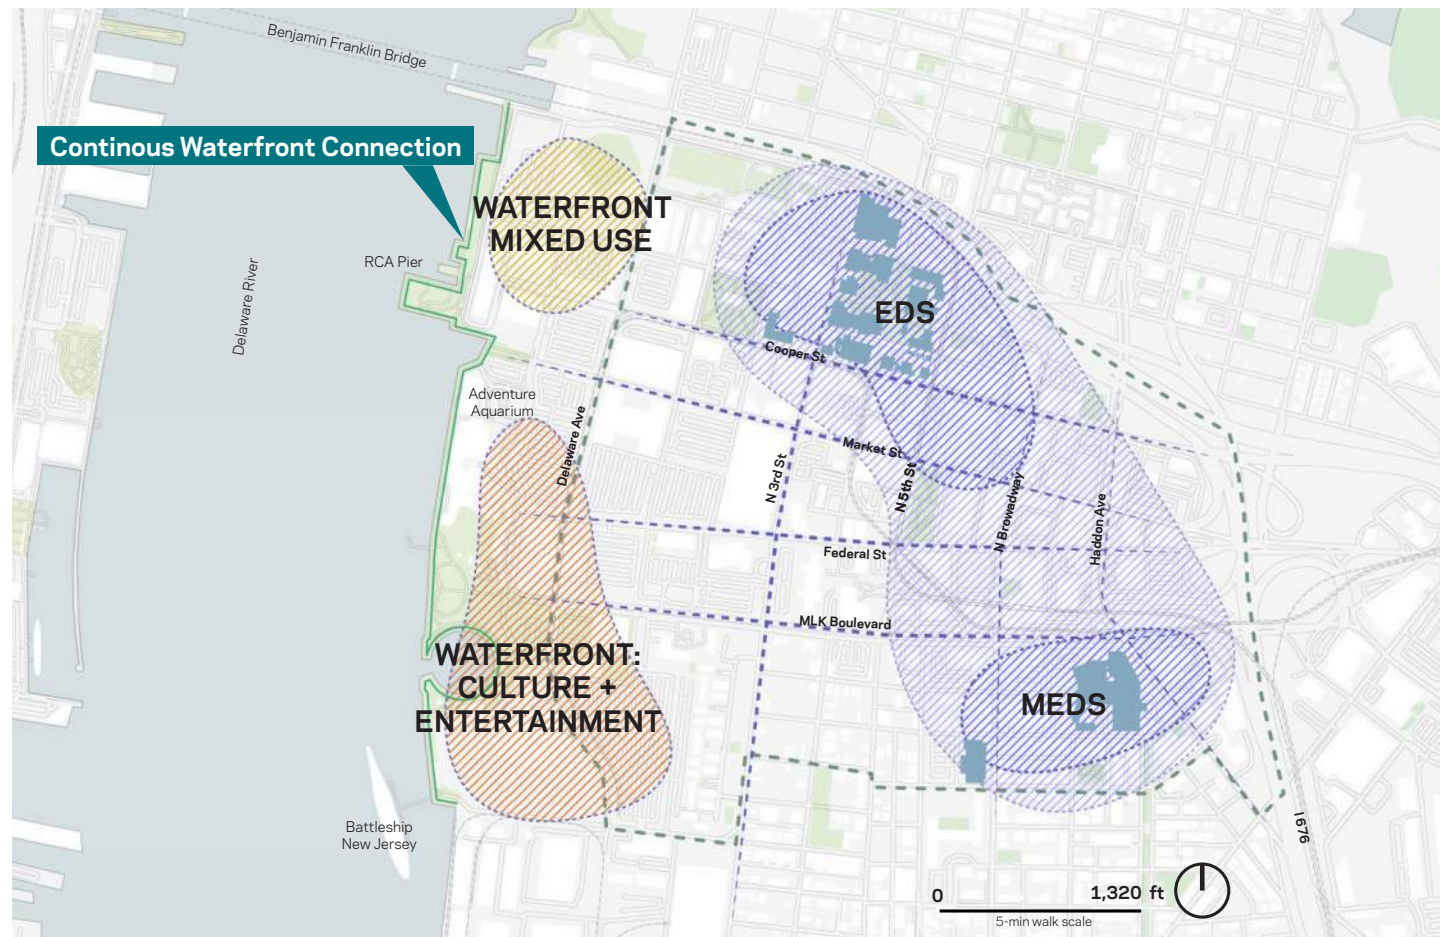 Benjamin Franklin Bridge
Continous Waterfront Connection
WATERFRONT
MIXED USE
RCA Pier
Delaware River
EDS
Cooper St
Adventure
Aquarium
Delaware Ave
Market St
N 3rd St
N 5th St
N Browadway
Haddon Ave
Federal St
MLK Boulevard
WATERFRONT:
CULTURE +
ENTERTAINMENT
MEDS
Battleship
New Jersey
I 676
0
1,320 ft
5-min walk scale